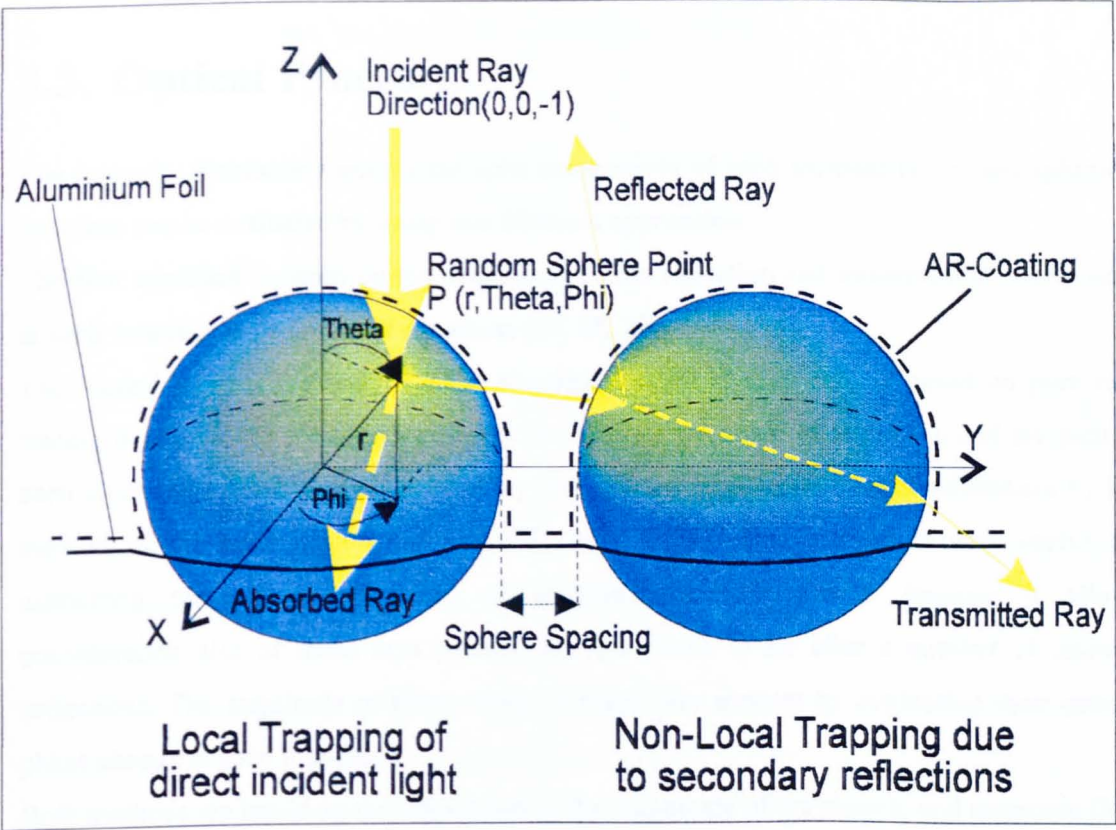 Z
Incident Ray
Direction(0,0,-1)
Aluminium Foil
Reflected Ray
Random Sphere Point
P (r,Theta,Phi)
AR-Coating
Theta
r
Y
Phi
Absorbed Ray
X
Sphere Spacing
Transmitted Ray
Local Trapping of
direct incident light
Non-Local Trapping due
to secondary reflections